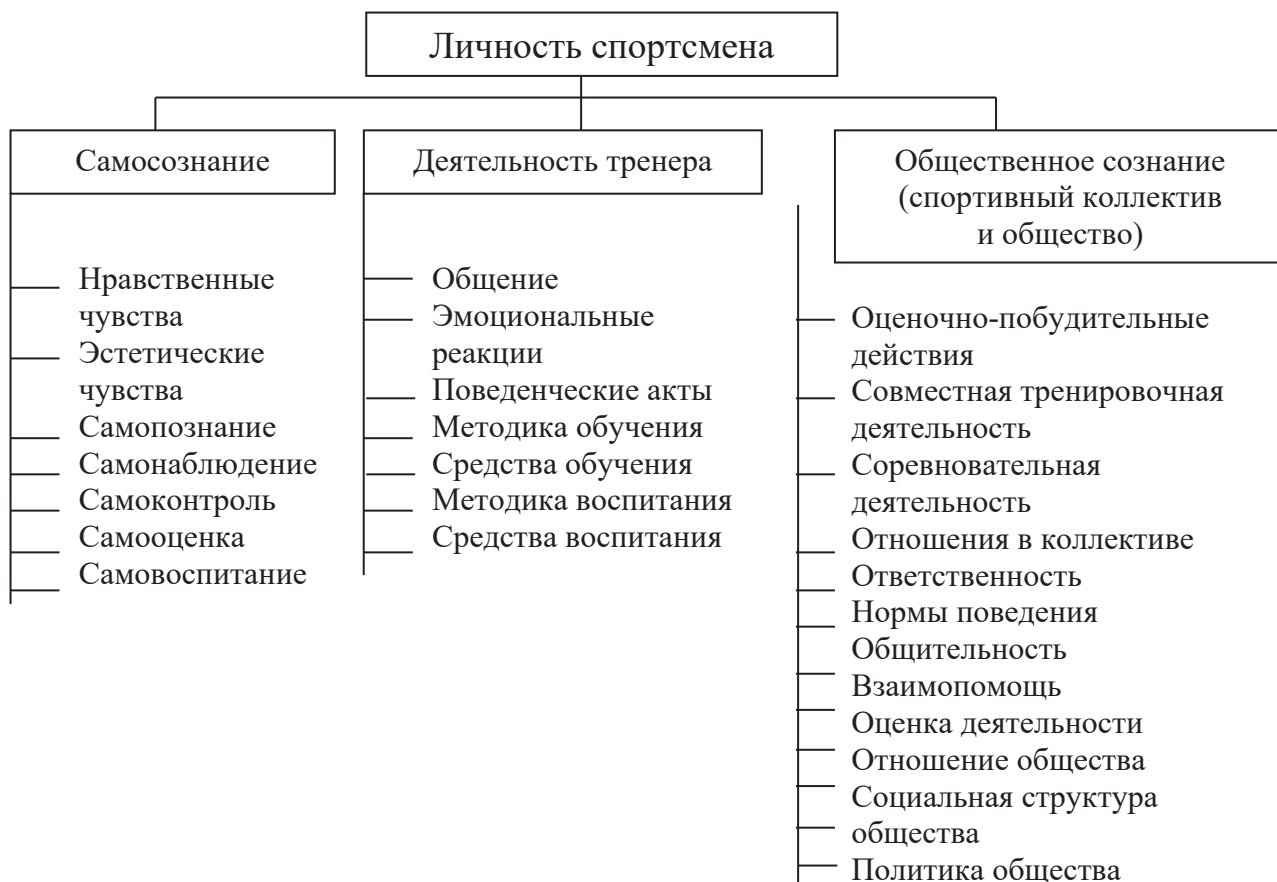 Личность спортсмена
Самосознание
Нравственные
чувства
Эстетические
чувства
Самопознание
Самонаблюдение
Самоконтроль
Самооценка
Самовоспитание
Деятельность тренера
Общение
Эмоциональные
реакции
Поведенческие акты
Методика обучения
Средства обучения
Методика воспитания
Средства воспитания
Общественное сознание
(спортивный коллектив
и общество)
Оценочно-побудительные
действия
Совместная тренировочная
деятельность
Соревновательная
деятельность
Отношения в коллективе
Ответственность
Нормы поведения
Общительность
Взаимопомощь
Оценка деятельности
Отношение общества
Социальная структура
общества
Политика общества